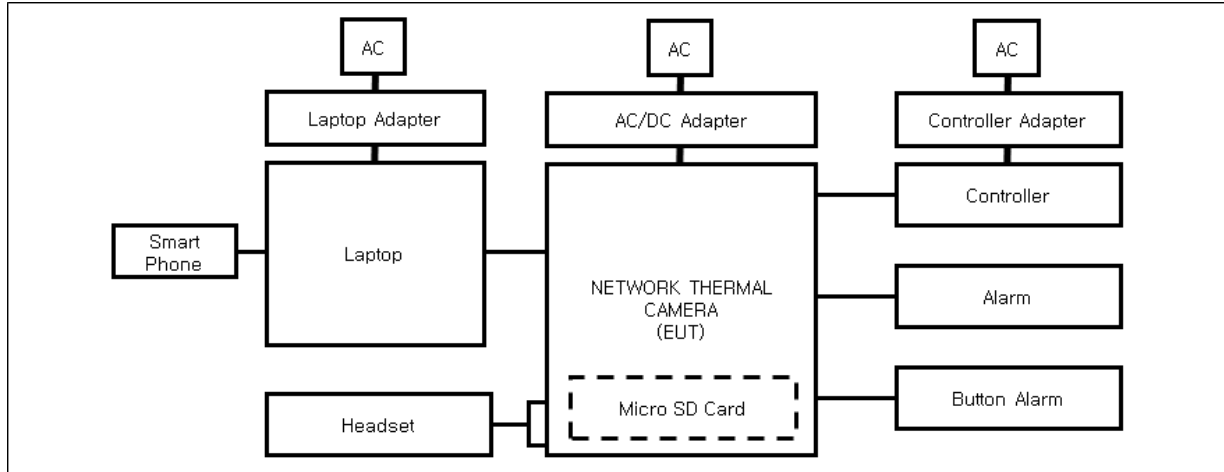 AC
AC
AC
Laptop Adapter
AC/DC Adapter
Controller Adapter
Smart
Phone
Laptop
NETWORK THERMAL
CAMERA
(EUT)
Controller
Alarm
Headset
Micro SD Card
Button Alarm